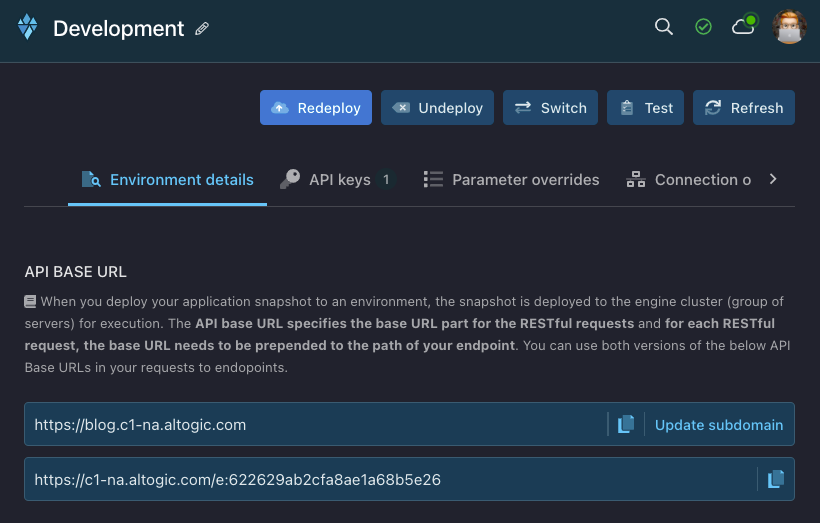 Development
Redeploy
Undeploy
Switch
Test
Refresh
Environment details
API keys 1
Parameter overrides
Connection o
API BASE URL
When you deploy your application snapshot to an environment, the snapshot is deployed to the engine cluster (group of
servers) for execution. The API base URL specifies the base URL part for the RESTful requests and for each RESTful
request, the base URL needs to be prepended to the path of your endpoint. You can use both versions of the below API
Base URLs in your requests to endopoints.
https://blog.c1-na.altogic.com
Update subdomain
https://c1-na.altogic.com/e:622629ab2cfa8ae1a68b5e26